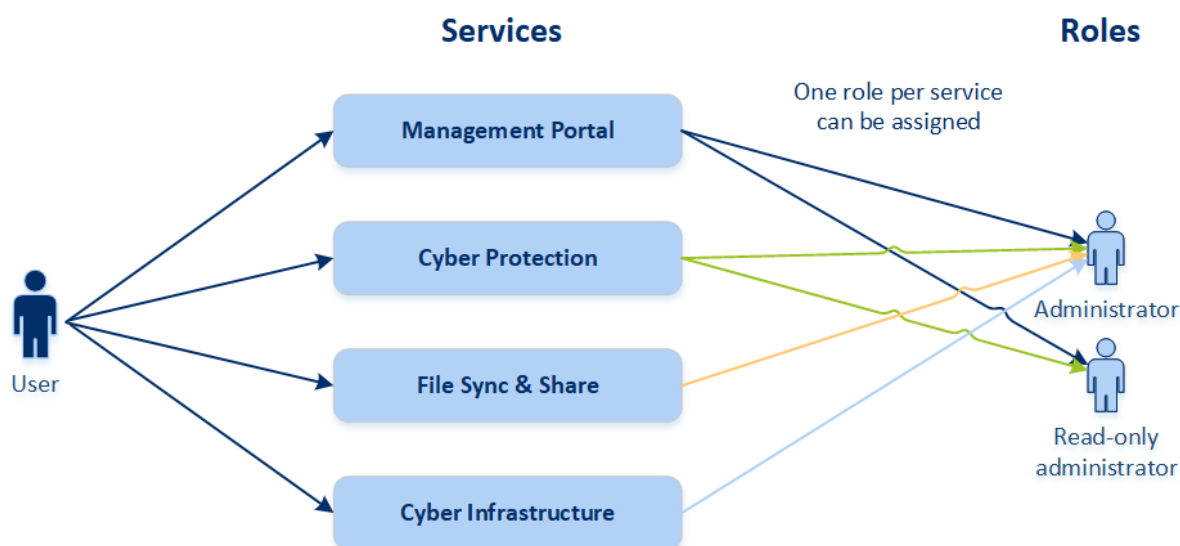 Services
Roles
One role per service
can be assigned
Management Portal
Cyber Protection
File Sync & Share
Cyber Infrastructure
User
Administrator
Read-only
administrator